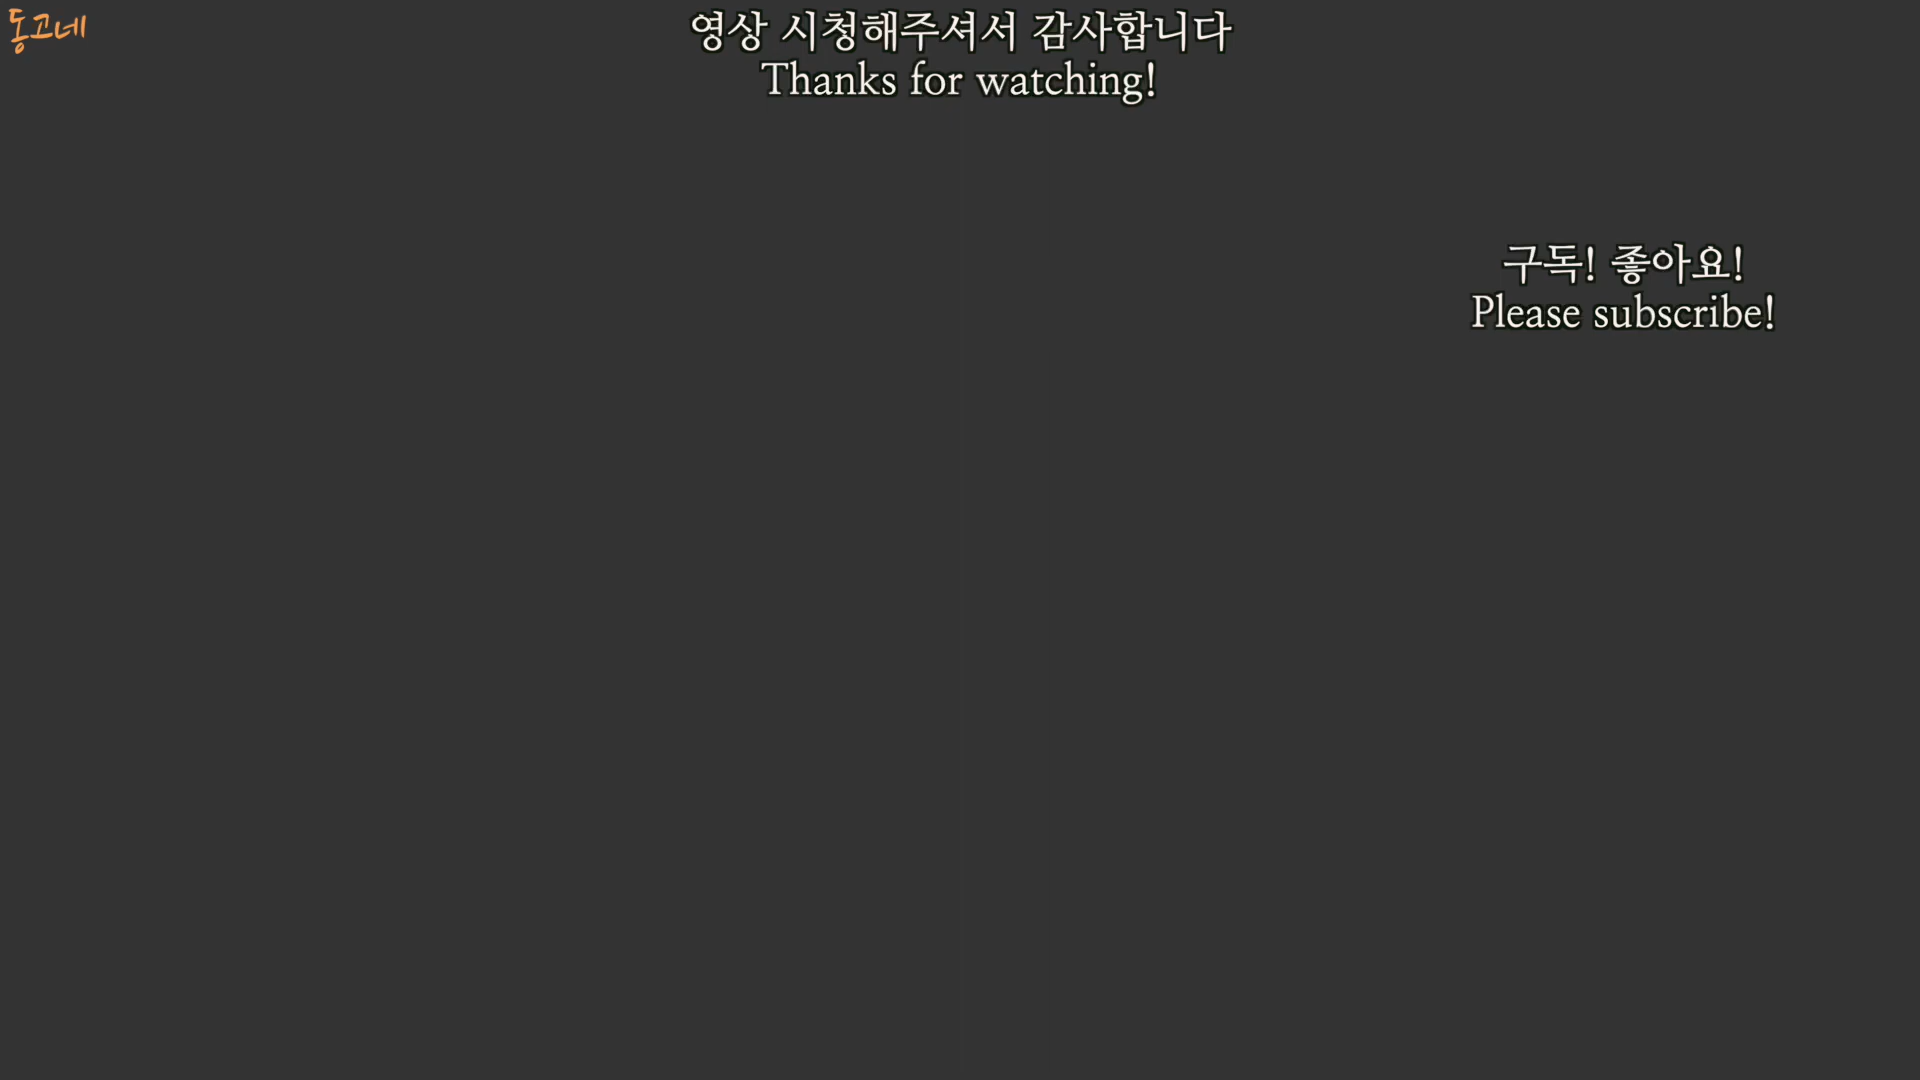 동고네
영상 시청해주셔서 감사합니다
Thanks for watching!
구독! 좋아요!
Please subscribe!